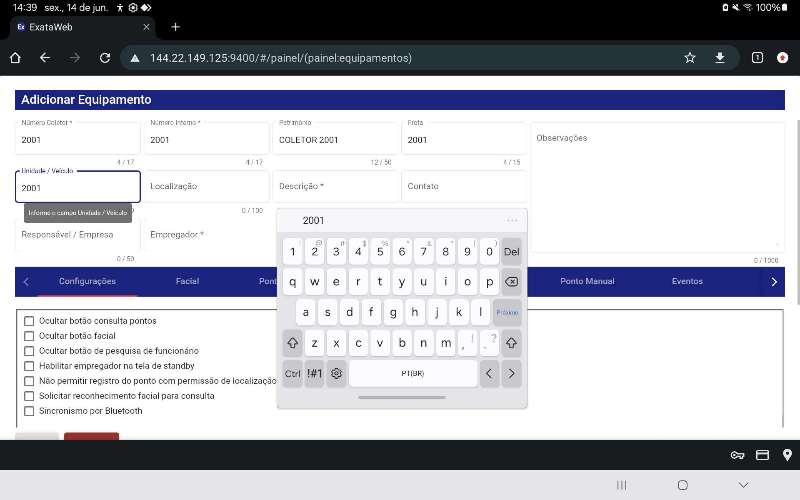 14:39 sex., 14 de jun.
100%
Ex ExataWeb
144.22.149.125:9400/#/painel/(painel:equipamentos)
1
Adicionar Equipamento
Número Coletor *
Número Interno *
Patrimônio
Frota
2001
2001
COLETOR 2001
2001
Observações
4 / 17
4 / 17
12 / 50
4 / 15
Unidade / Veículo
2001
Localização
Descrição *
Contato
Informe o campo Unidade / Veículo
0 / 100
Responsável / Empresa
Empregador *
0 / 50
0 / 1000
Configurações
Facial
Pont
Ponto Manual
Eventos
Ocultar botão consulta pontos
Ocultar botão facial
Ocultar botão de pesquisa de funcionário
Habilitar empregador na tela de standby
Não permitir registro do ponto com permissão de localização
Solicitar reconhecimento facial para consulta
Sincronismo por Bluetooth
2001
1 2 3 4 5 6 7 8 9 0 Del
q w e r t y u i o p
a s d f g h j k l Próximo
z x c v b n m , ! . ?
Ctrl !#1 PT(BR)